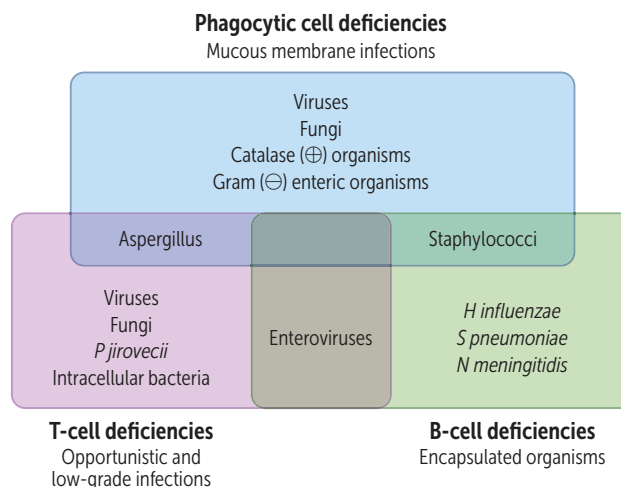 Phagocytic cell deficiencies
Mucous membrane infections
Viruses
Fungi
Catalase (⊕) organisms
Gram (⊖) enteric organisms
Aspergillus
Staphylococci
Viruses
Fungi
P jirovecii
Intracellular bacteria
Enteroviruses
H influenzae
S pneumoniae
N meningitidis
T-cell deficiencies
Opportunistic and
low-grade infections
B-cell deficiencies
Encapsulated organisms